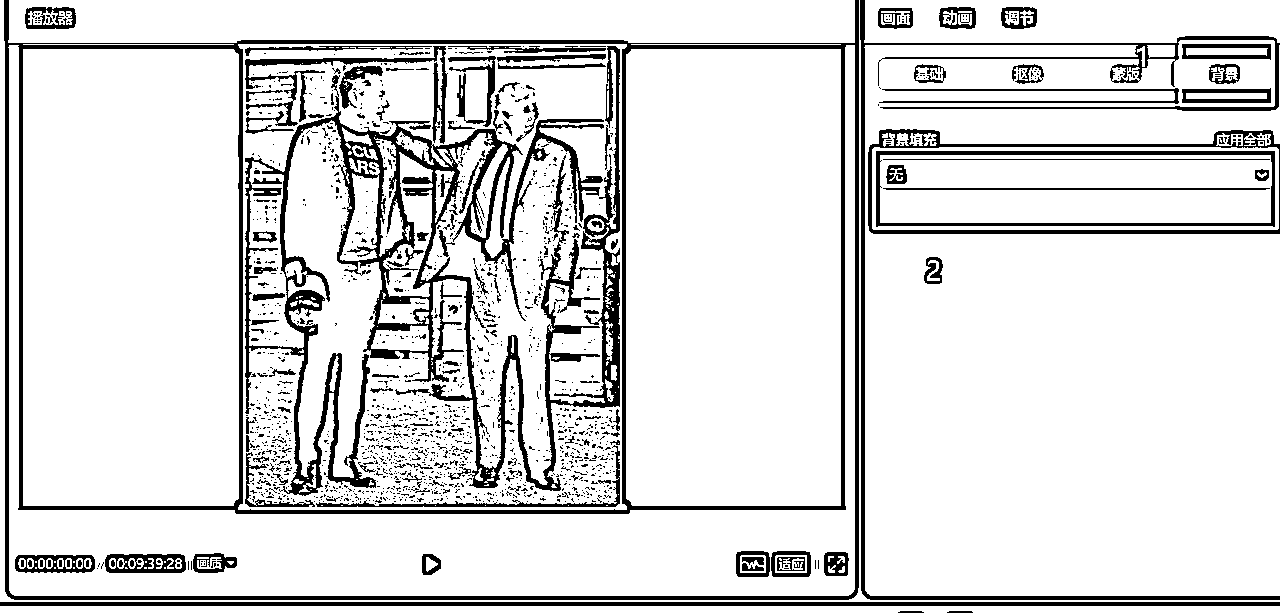 播放器
画面 动画 调节
1
基础 抠像 蒙版 背景
背景填充 应用全部
无
2
00:00:00:00 00:09:39:28 画质 适应